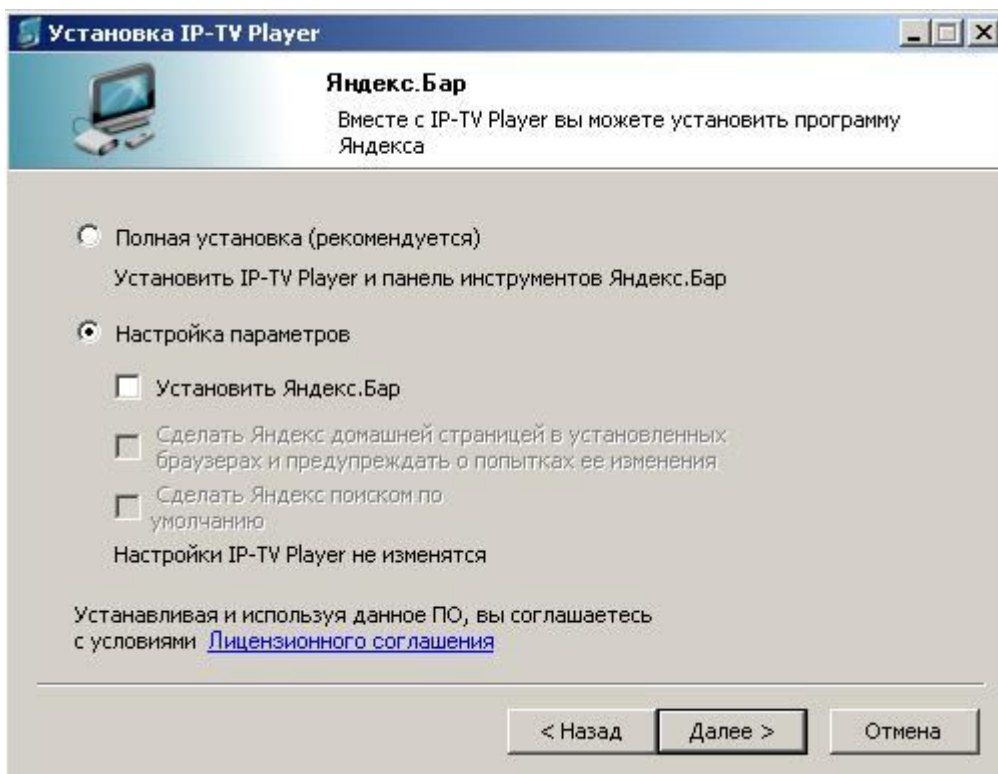 Установка IP-TV Player
Яндекс.Бар
Вместе с IP-TV Player вы можете установить программу
Яндекса
Полная установка (рекомендуется)
Установить IP-TV Player и панель инструментов Яндекс.Бар
Настройка параметров
Установить Яндекс.Бар
Сделать Яндекс домашней страницей в установленных
браузерах и предупреждать о попытках ее изменения
Сделать Яндекс поиском по
умолчанию
Настройки IP-TV Player не изменятся
Устанавливая и используя данное ПО, вы соглашаетесь
с условиями Лицензионного соглашения
< Назад
Далее >
Отмена